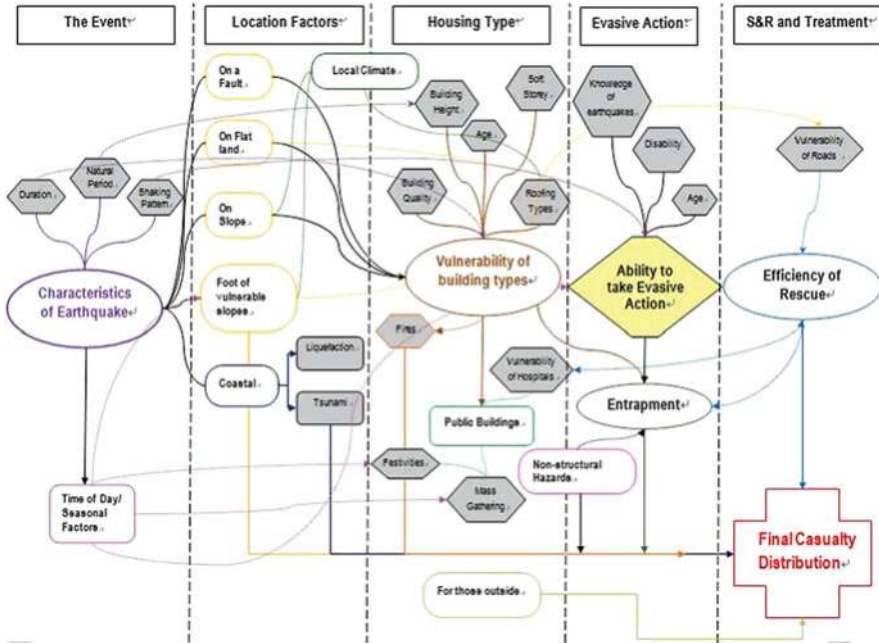 The Event
Location Factors
Housing Type
Evasive Action
S&R and Treatment
On a
Fault
Local Climate
Soft
Storey
Building
Height
Knowledge
of
earthquakes
On Flat
land
Age
Disability
Vulnerability
of Roads
Natural
Period
Duration
Shaking
Pattern
Building
Quality
Roofing
Types
Age
On
Slope
Vulnerability of
building types
Ability to
take Evasive
Action
Efficiency of
Rescue
Characteristics
of Earthquake
Foot of
vulnerable
slopes
Fires
Liquefaction
Vulnerability
of Hospitals
Coastal
Tsunami
Entrapment
Public Buildings
Festivities
Non-structural
Hazards
Time of Day/
Seasonal
Factors
Mass
Gathering
Final Casualty
Distribution
For those outside